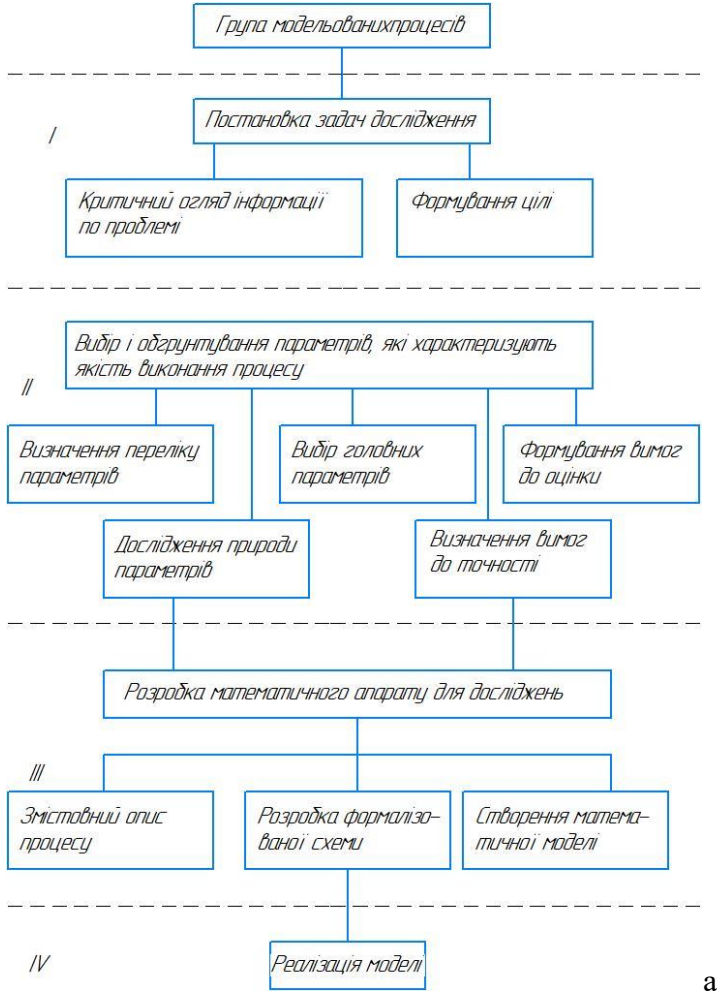 Група модельованихпроцесів
I
Постановка задач дослідження
Критичний огляд інформації
по проблемі
Формування цілі
Вибір і обгрунтування параметрів, які характеризують
якість виконання процесу
II
Визначення переліку
параметрів
Вибір головних
параметрів
Формування вимог
до оцінки
Дослідження природи
параметрів
Визначення вимог
до точності
Розробка математичного апарату для досліджень
III
Змістовний опис
процесу
Розробка формалізо-
ваної схеми
Створення матема-
тичної моделі
IV
Реалізація моделі
а